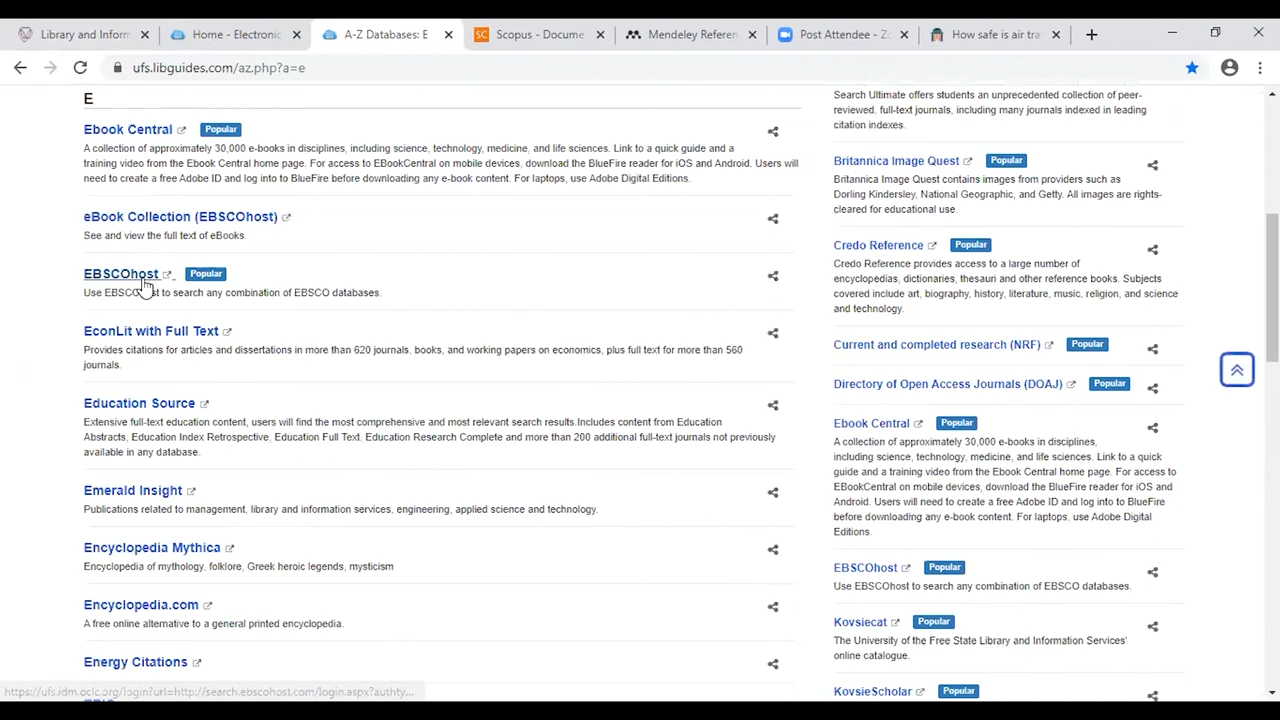 Library and Inform
Home - Electronic
A-Z Databases: E
SC Scopus - Docume
Mendeley Referen
Post Attendee - Zo
How safe is air tra
ufs.libguides.com/az.php?a=e
E
Ebook Central Popular
A collection of approximately 30,000 e-books in disciplines, including science, technology, medicine, and life sciences. Link to a quick guide and a
training video from the Ebook Central home page. For access to EBookCentral on mobile devices, download the BlueFire reader for iOS and Android. Users will
need to create a free Adobe ID and log into BlueFire before downloading any e-book content. For laptops, use Adobe Digital Editions.
eBook Collection (EBSCOhost)
See and view the full text of eBooks.
EBSCOhost Popular
Use to search any combination of EBSCO databases.
EconLit with Full Text
Provides citations for articles and dissertations in more than 620 journals, books, and working papers on economics, plus full text for more than 560
journals.
Education Source
Extensive full-text education content, users will find the most comprehensive and most relevant search results.Includes content from Education
Abstracts, Education Index Retrospective, Education Full Text. Education Research Complete and more than 200 additional full-text journals not previously
available in any database.
Emerald Insight
Publications related to management, library and information services, engineering, applied science and technology.
Encyclopedia Mythica
Encyclopedia of mythology, folklore, Greek heroic legends, mysticism
Encyclopedia.com
A free online alternative to a general printed encyclopedia.
Energy Citations
https://ufs.idm.oclc.org/login?url=http://search.ebscohost.com/login.aspx?authty...
Search Ultimate offers students an unprecedented collection of peer-
reviewed, full-text journals, including many journals indexed in leading
citation indexes.
Britannica Image Quest Popular
Britannica Image Quest contains images from providers such as
Dorling Kindersley, National Geographic, and Getty. All images are rights-
cleared for educational use.
Credo Reference Popular
Credo Reference provides access to a large number of
encyclopedias, dictionaries, thesauri and other reference books. Subjects
covered include art, biography, history, literature, music, religion, and science
and technology.
Current and completed research (NRF) Popular
Directory of Open Access Journals (DOAJ) Popular
Ebook Central Popular
A collection of approximately 30,000 e-books in disciplines,
including science, technology, medicine, and life sciences. Link to a quick
guide and a training video from the Ebook Central home page. For access to
EBookCentral on mobile devices, download the BlueFire reader for iOS and
Android. Users will need to create a free Adobe ID and log into BlueFire
before downloading any e-book content. For laptops, use Adobe Digital
Editions.
EBSCOhost Popular
Use EBSCOhost to search any combination of EBSCO databases.
Kovsiecat Popular
The University of the Free State Library and Information Services'
online catalogue.
KovsieScholar Popular